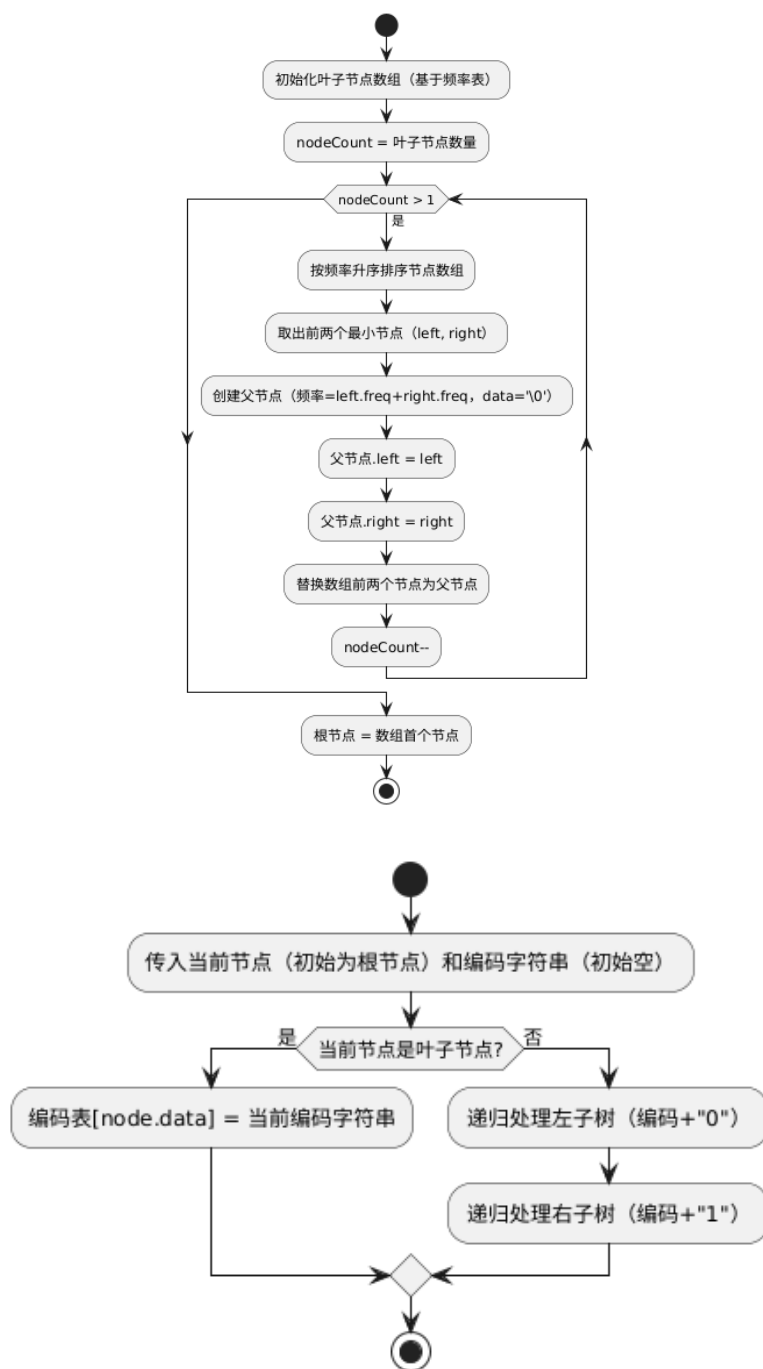 初始化叶子节点数组（基于频率表）
nodeCount = 叶子节点数量
nodeCount > 1
是
按频率升序排序节点数组
取出前两个最小节点（left, right）
创建父节点（频率=left.freq+right.freq，data='\0'）
父节点.left = left
父节点.right = right
替换数组前两个节点为父节点
nodeCount--
根节点 = 数组首个节点
传入当前节点（初始为根节点）和编码字符串（初始空）
是
当前节点是叶子节点?
否
编码表[node.data] = 当前编码字符串
递归处理左子树（编码+"0"）
递归处理右子树（编码+"1"）